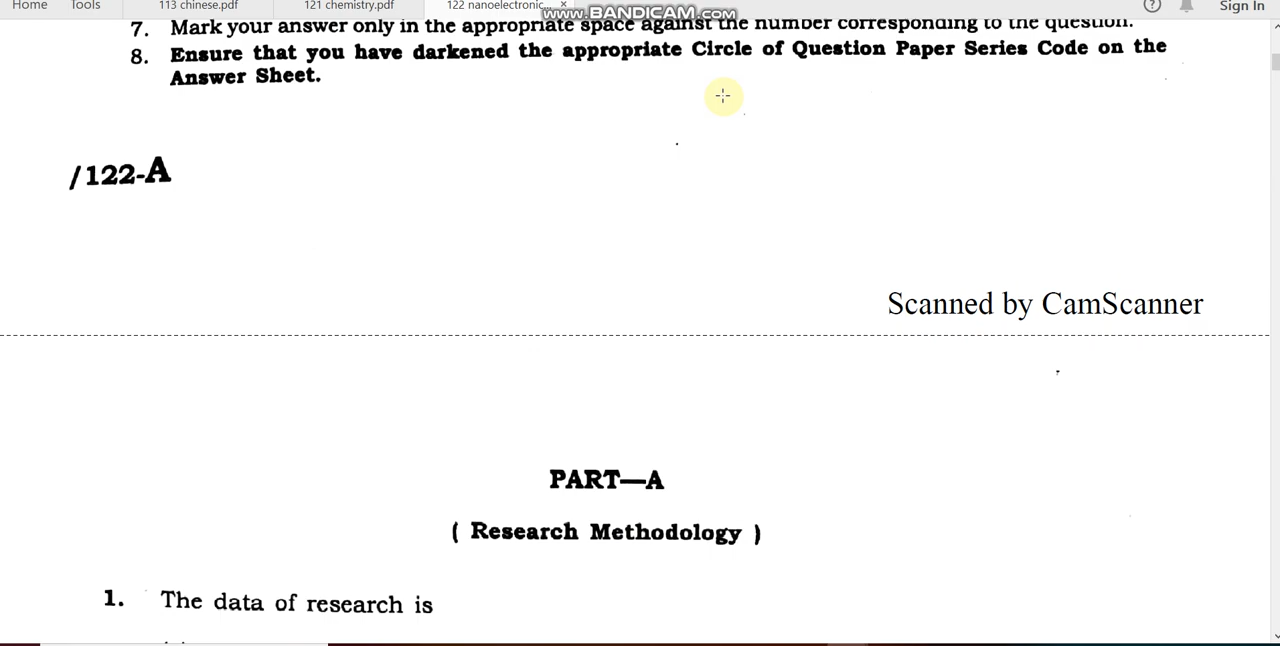 Home Tools 113 chinese.pdf 121 chemistry.pdf 122 nanoelectronic... × ? Sign In
www.BANDICAM.com
7. Mark your answer only in the appropriate space against the number corresponding to the question.
8. Ensure that you have darkened the appropriate Circle of Question Paper Series Code on the
Answer Sheet.
/122-A
Scanned by CamScanner
PART—A
( Research Methodology )
1. The data of research is